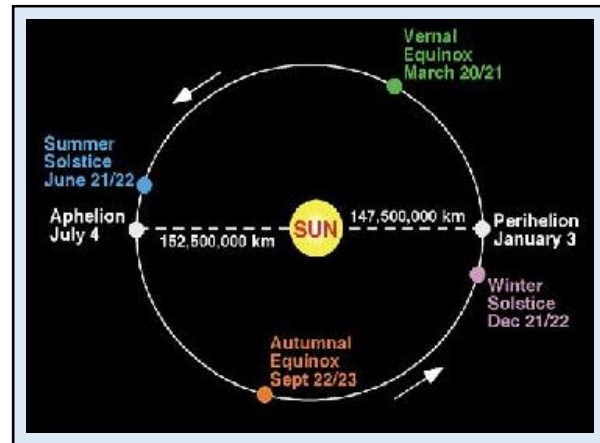 Vernal
Equinox
March 20/21
Summer
Solstice
June 21/22
Aphelion
July 4
152,500,000 km
SUN
147,500,000 km
Perihelion
January 3
Winter
Solstice
Dec 21/22
Autumnal
Equinox
Sept 22/23